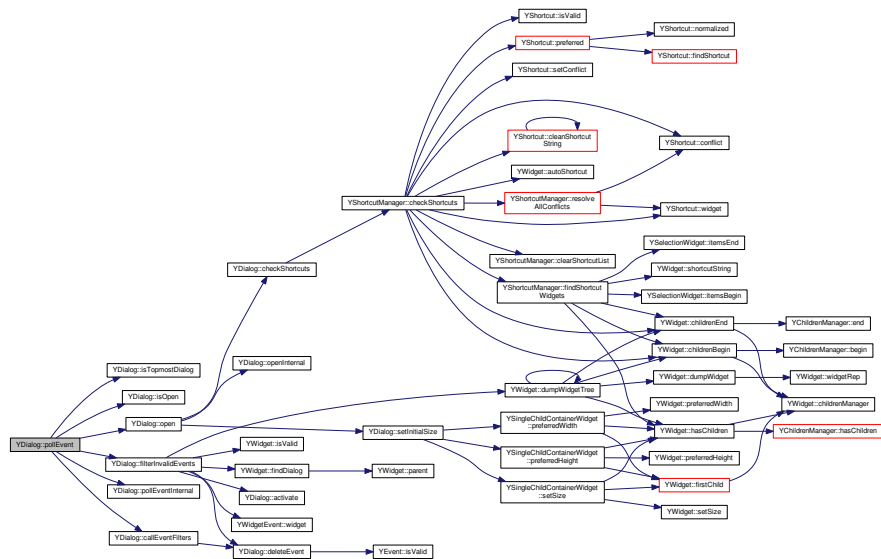 YShortcut::isValid
YShortcut::normalized
YShortcut::preferred
YShortcut::findShortcut
YShortcut::setConflict
YShortcut::cleanShortcut
String
YShortcut::conflict
YWidget::autoShortcut
YShortcutManager::checkShortcuts
YShortcutManager::resolve
AllConflicts
YShortcut::widget
YSelectionWidget::itemsEnd
YShortcutManager::clearShortcutList
YDialog::checkShortcuts
YWidget::shortcutString
YShortcutManager::findShortcut
Widgets
YSelectionWidget::itemsBegin
YWidget::childrenEnd
YChildrenManager::end
YDialog::openInternal
YWidget::childrenBegin
YChildrenManager::begin
YDialog::isTopmostDialog
YWidget::dumpWidget
YWidget::widgetRep
YWidget::dumpWidgetTree
YDialog::isOpen
YWidget::preferredWidth
YWidget::childrenManager
YDialog::open
YSingleChildContainerWidget
::preferredWidth
YDialog::setInitialSize
YWidget::hasChildren
YChildrenManager::hasChildren
YDialog::pollEvent
YWidget::isValid
YSingleChildContainerWidget
::preferredHeight
YWidget::preferredHeight
YDialog::filterInvalidEvents
YWidget::findDialog
YWidget::parent
YDialog::pollEventInternal
YDialog::activate
YSingleChildContainerWidget
::setSize
YWidget::firstChild
YWidgetEvent::widget
YWidget::setSize
YDialog::callEventFilters
YDialog::deleteEvent
YEvent::isValid